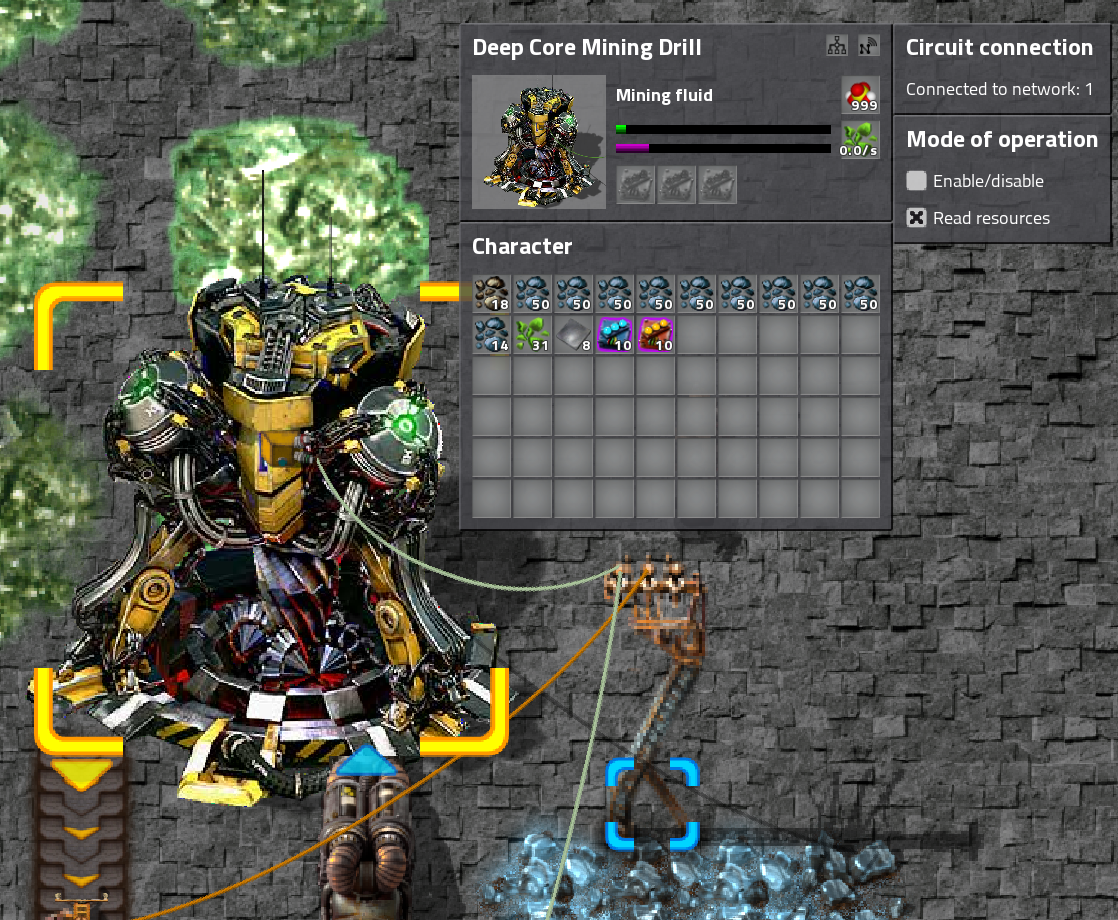 Deep Core Mining Drill
Mining fluid
999
0.0/s
Character
18 50 50 50 50 50 50 50 50 50
14 31 8 10 10
Circuit connection
Connected to network: 1
Mode of operation
Enable/disable
Read resources